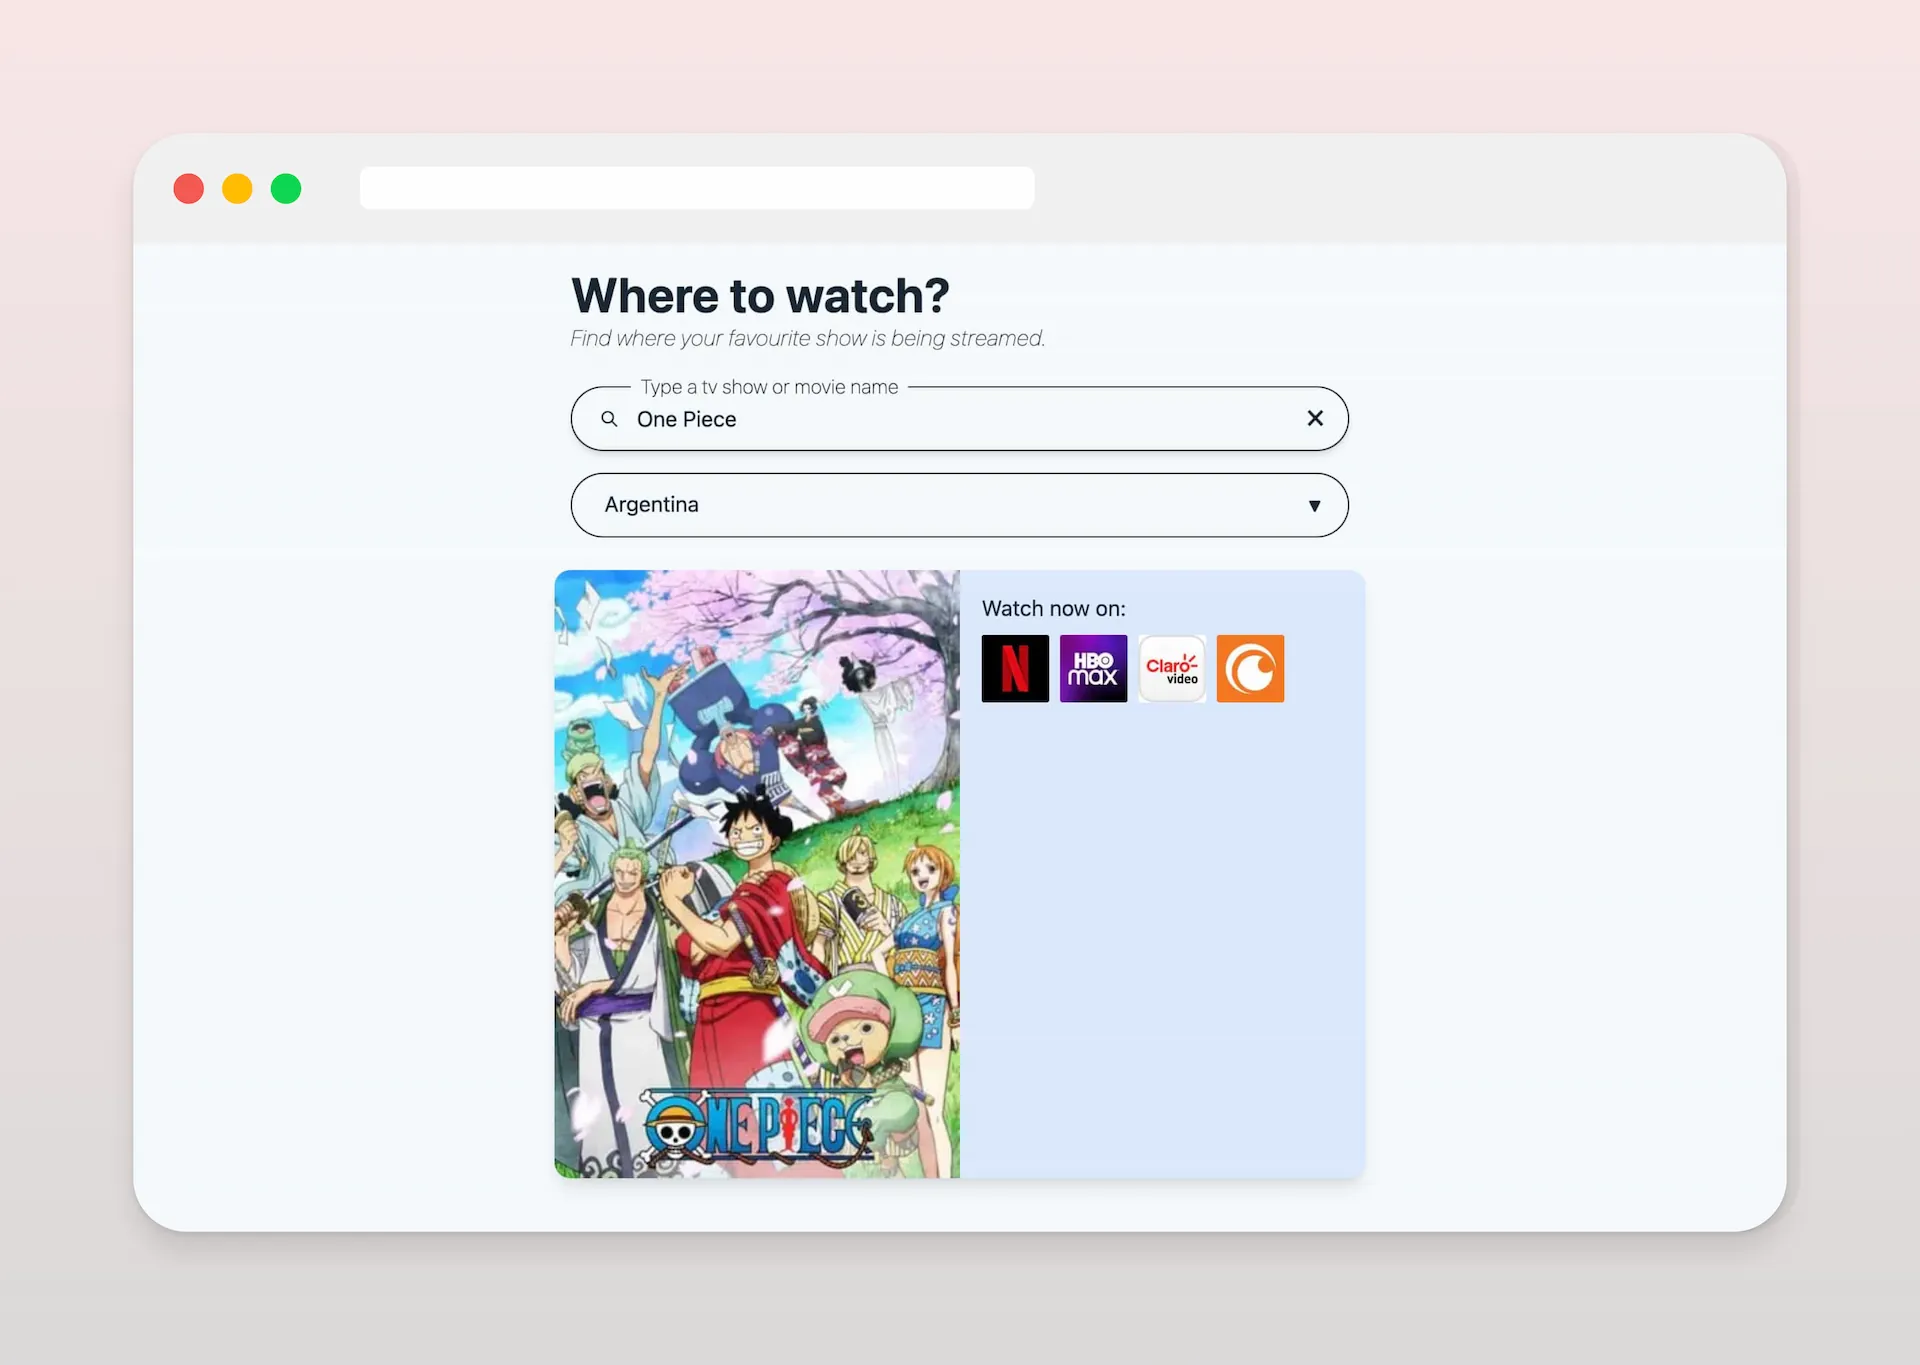 Where to watch?
Find where your favourite show is being streamed.
Type a tv show or movie name
One Piece
Argentina
Watch now on:
N
HBO
max
Claro
video
ONE PIECE